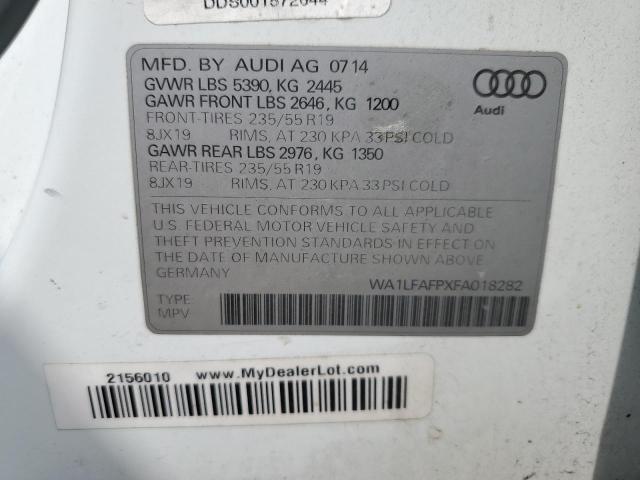 DDS001572644
MFD. BY AUDI AG 0714
GVWR LBS 5390, KG 2445
GAWR FRONT LBS 2646, KG 1200
FRONT-TIRES 235/55 R19
8JX19 RIMS, AT 230 KPA 33 PSI COLD
GAWR REAR LBS 2976, KG 1350
REAR-TIRES 235/55 R19
8JX19 RIMS, AT 230 KPA 33 PSI COLD
Audi
THIS VEHICLE CONFORMS TO ALL APPLICABLE
U.S. FEDERAL MOTOR VEHICLE SAFETY AND
THEFT PREVENTION STANDARDS IN EFFECT ON
THE DATE OF MANUFACTURE SHOWN ABOVE.
GERMANY
WA1LFAFPXFA018282
TYPE:
MPV
2156010 www.MyDealerLot.com